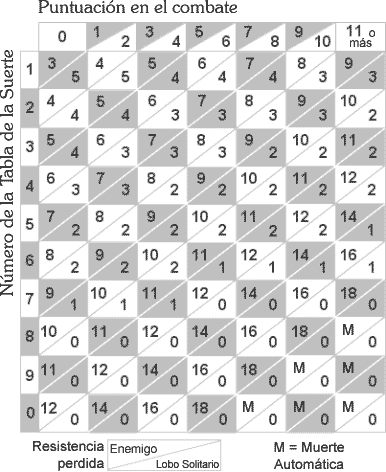 Puntuación en el combate
Número de la Tabla de la Suerte
0 1 2 3 4 5 6 7 8 9 10 11 o más
1 3 5 4 5 5 4 6 4 7 4 8 3 9 3
2 4 4 5 4 6 3 7 3 8 3 9 3 10 2
3 5 4 6 3 7 3 8 3 9 2 10 2 11 2
4 6 3 7 3 8 2 9 2 10 2 11 2 12 2
5 7 2 8 2 9 2 10 2 11 2 12 2 14 1
6 8 2 9 2 10 2 11 1 12 1 14 1 16 1
7 9 1 10 1 11 1 12 0 14 0 16 0 18 0
8 10 0 11 0 12 0 14 0 16 0 18 0 M 0
9 11 0 12 0 14 0 16 0 18 0 M 0 M 0
0 12 0 14 0 16 0 18 0 M 0 M 0 M 0
Resistencia
perdida
Enemigo
Lobo Solitario
M = Muerte
Automática